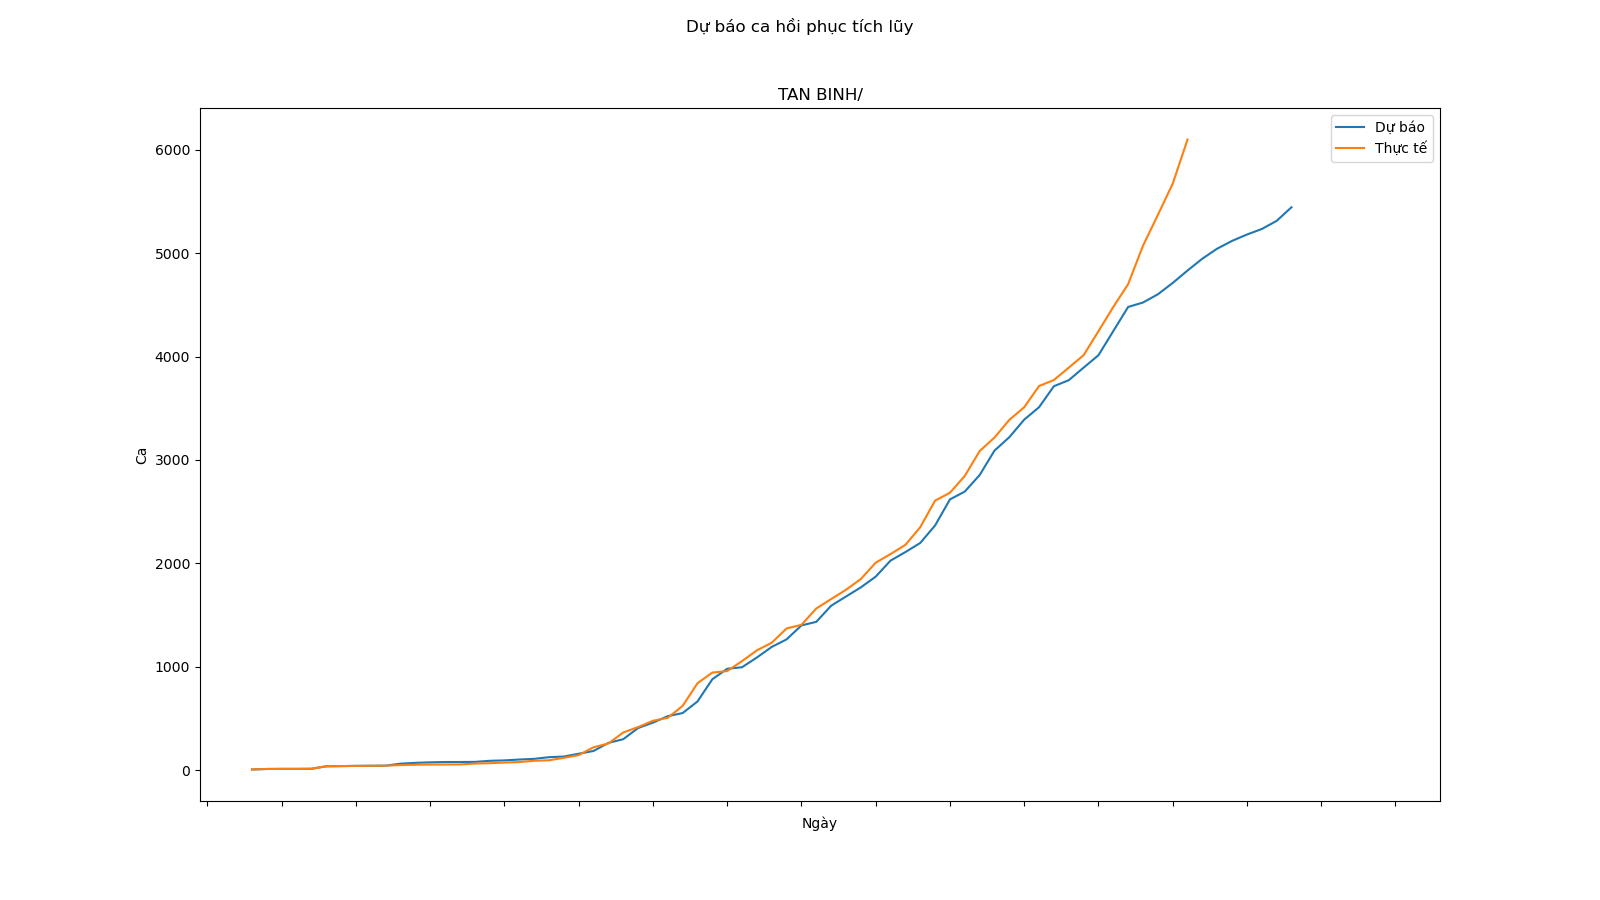 Dự báo ca hồi phục tích lũy
TAN BINH/
Dự báo
Thực tế
6000
5000
4000
3000
2000
1000
0
Ca
Ngày